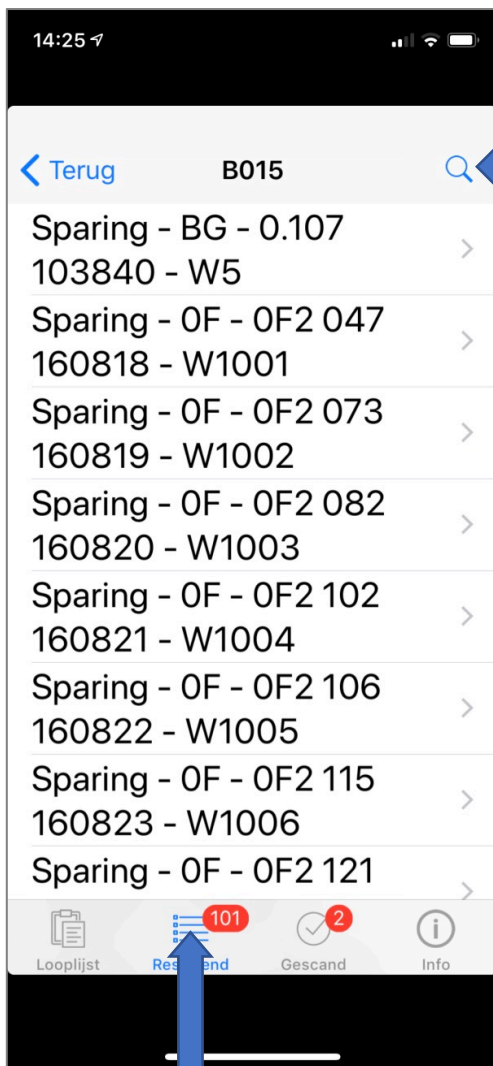 14:25
Terug
B015
Sparing - BG - 0.107
103840 - W5
Sparing - 0F - 0F2 047
160818 - W1001
Sparing - 0F - 0F2 073
160819 - W1002
Sparing - 0F - 0F2 082
160820 - W1003
Sparing - 0F - 0F2 102
160821 - W1004
Sparing - 0F - 0F2 106
160822 - W1005
Sparing - 0F - 0F2 115
160823 - W1006
Sparing - 0F - 0F2 121
101
2
Looplijst
Gescand
Info